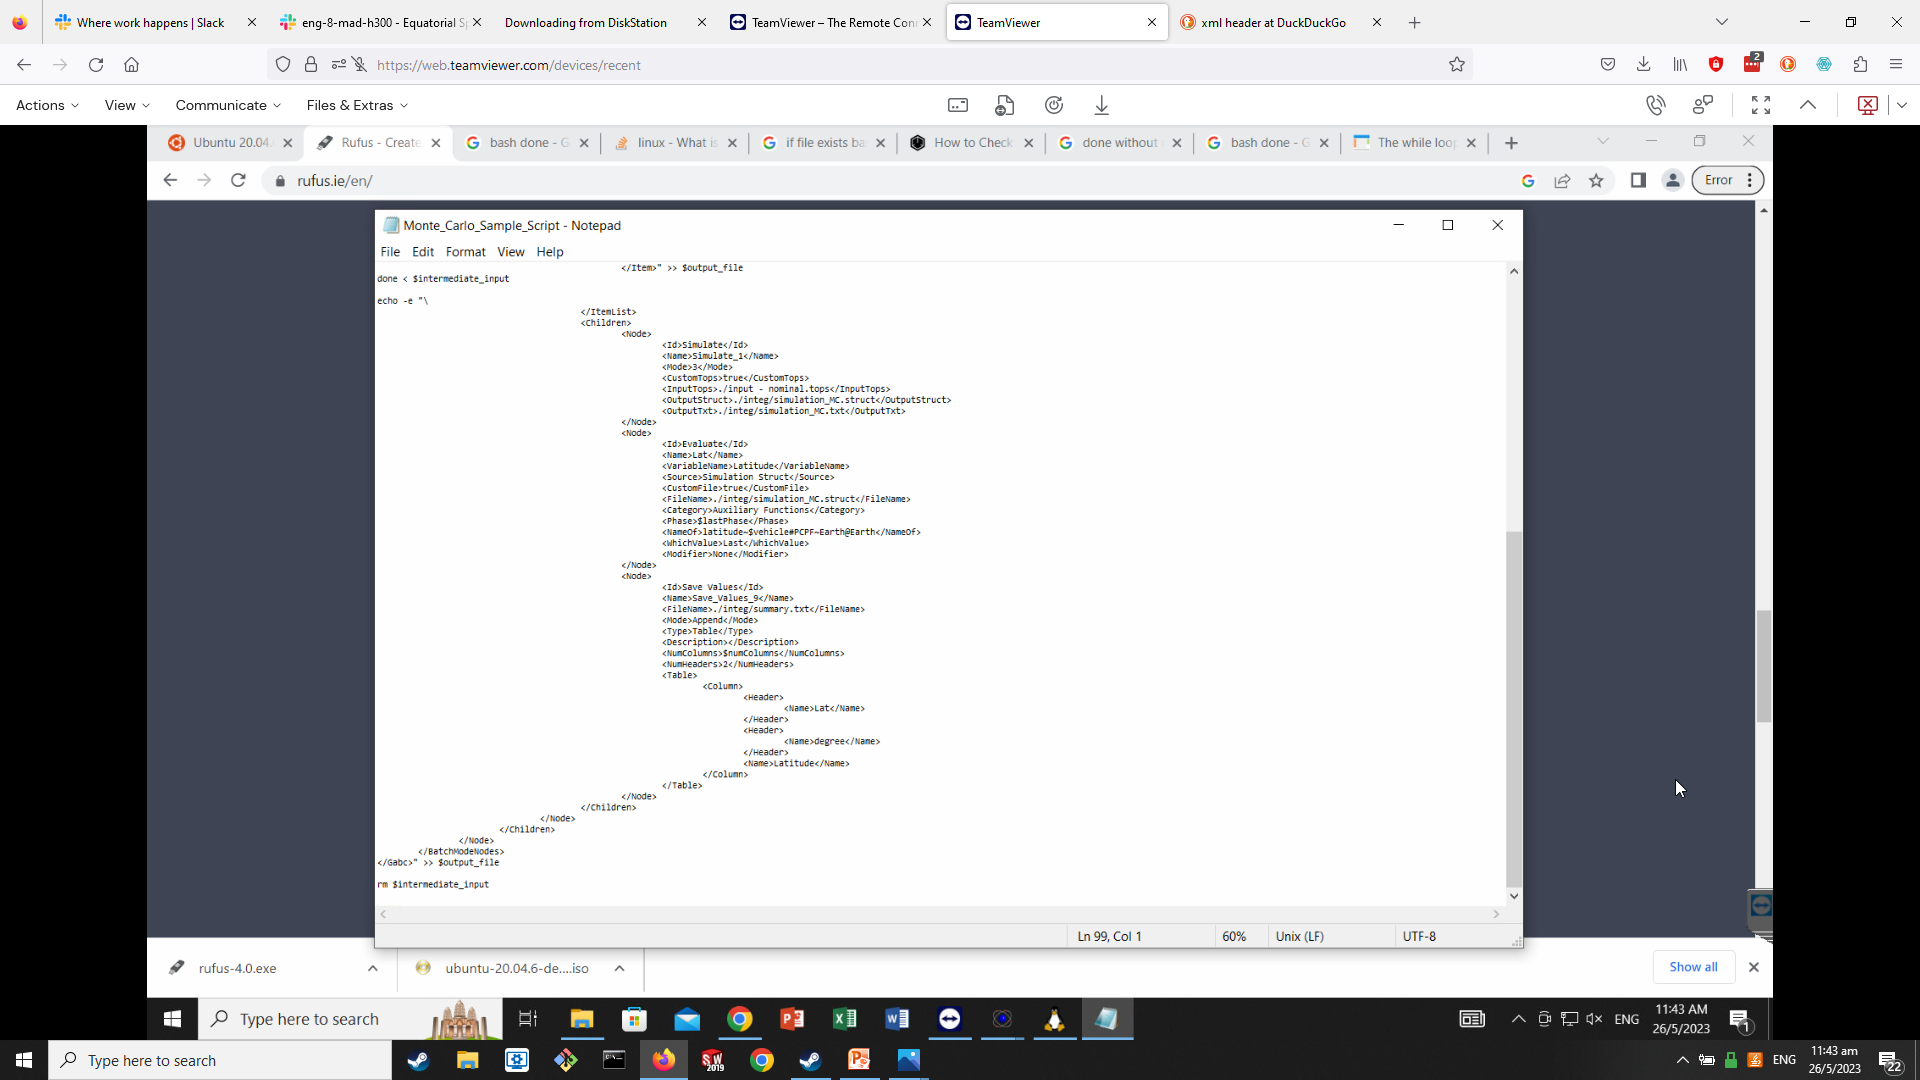 Where work happens | Slack
eng-8-mad-h300 - Equatorial Sp
Downloading from DiskStation
TeamViewer – The Remote Conn
TeamViewer
xml header at DuckDuckGo
https://web.teamviewer.com/devices/recent
2
Actions
View
Communicate
Files & Extras
Ubuntu 20.04.
Rufus - Create
bash done - G
linux - What is
if file exists ba
How to Check
done without
bash done - G
The while loop
rufus.ie/en/
Error
Monte_Carlo_Sample_Script - Notepad
File Edit Format View Help
</Item>" >> $output_file
done < $intermediate_input
echo -e "\
</ItemList>
<Children>
<Node>
<Id>Simulate</Id>
<Name>Simulate_1</Name>
<Mode>3</Mode>
<CustomTops>true</CustomTops>
<InputTops>./input - nominal.tops</InputTops>
<OutputStruct>./integ/simulation_MC.struct</OutputStruct>
<OutputTxt>./integ/simulation_MC.txt</OutputTxt>
</Node>
<Node>
<Id>Evaluate</Id>
<Name>Lat</Name>
<VariableName>Latitude</VariableName>
<Source>Simulation Struct</Source>
<CustomFile>true</CustomFile>
<FileName>./integ/simulation_MC.struct</FileName>
<Category>Auxiliary Functions</Category>
<Phase>$lastPhase</Phase>
<NameOf>latitude~$vehicle#PCPF~Earth@Earth</NameOf>
<WhichValue>Last</WhichValue>
<Modifier>None</Modifier>
</Node>
<Node>
<Id>Save Values</Id>
<Name>Save_Values_9</Name>
<FileName>./integ/summary.txt</FileName>
<Mode>Append</Mode>
<Type>Table</Type>
<Description></Description>
<NumColumns>$numColumns</NumColumns>
<NumHeaders>2</NumHeaders>
<Table>
<Column>
<Header>
<Name>Lat</Name>
</Header>
<Header>
<Name>degree</Name>
</Header>
<Name>Latitude</Name>
</Column>
</Table>
</Node>
</Children>
</Node>
</Children>
</Node>
</BatchModeNodes>
</Gabc>" >> $output_file
rm $intermediate_input
Ln 99, Col 1
60%
Unix (LF)
UTF-8
rufus-4.0.exe
ubuntu-20.04.6-de....iso
Show all
Type here to search
ENG
11:43 AM
26/5/2023
1
Type here to search
SW 2019
ENG
11:43 am
26/5/2023
22